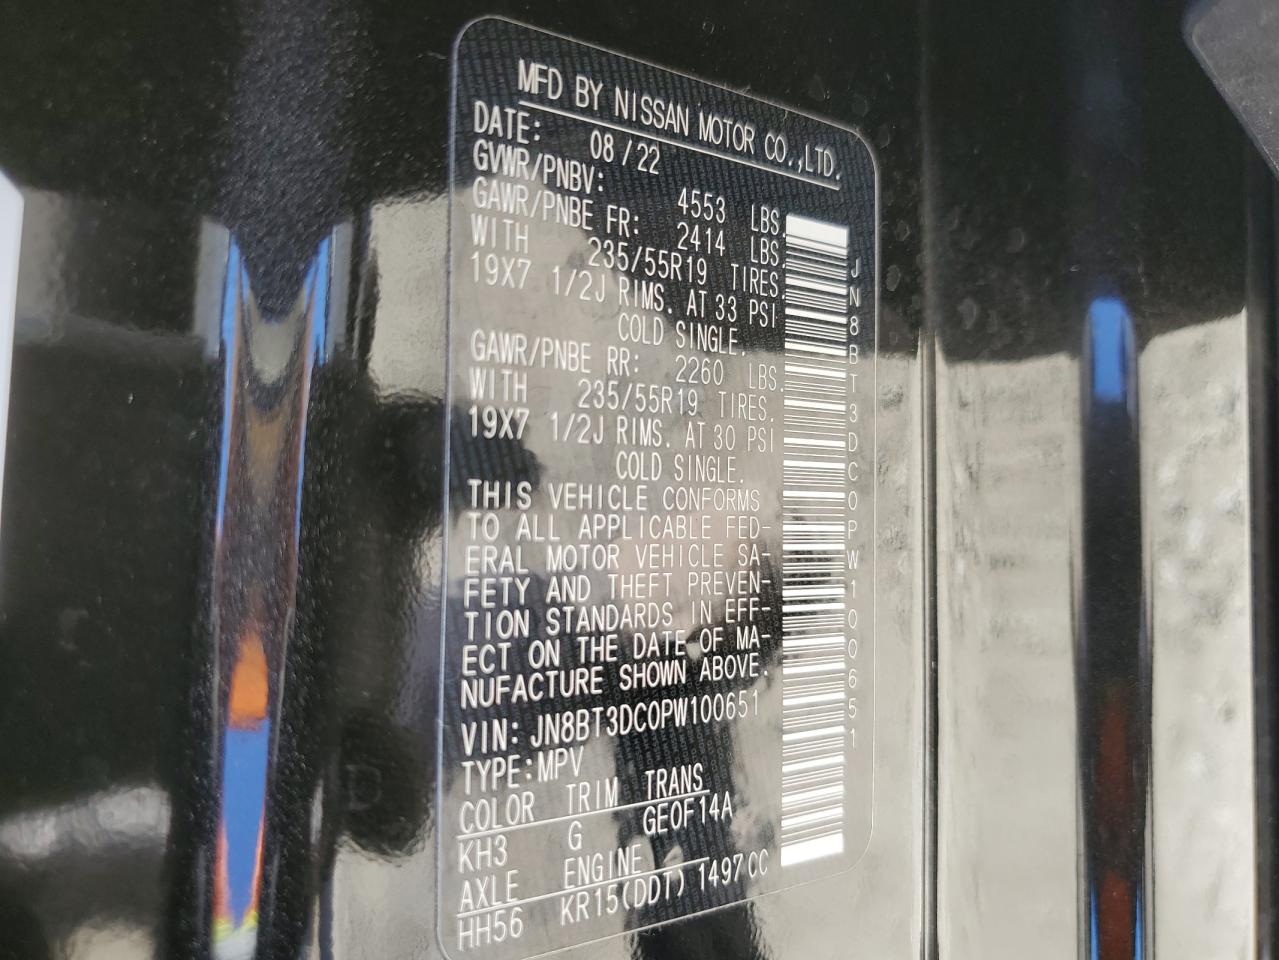 MFD BY NISSAN MOTOR CO.,LTD.
DATE: 08/22
GVWR/PNBV: 4553 LBS.
GAWR/PNBE FR: 2414 LBS.
WITH 235/55R19 TIRES.
19X7 1/2J RIMS. AT 33 PSI
COLD SINGLE.
GAWR/PNBE RR: 2260 LBS.
WITH 235/55R19 TIRES.
19X7 1/2J RIMS. AT 30 PSI
COLD SINGLE.
THIS VEHICLE CONFORMS
TO ALL APPLICABLE FED-
ERAL MOTOR VEHICLE SA-
FETY AND THEFT PREVEN-
TION STANDARDS IN EFF-
ECT ON THE DATE OF MA-
NUFACTURE SHOWN ABOVE.
VIN: JN8BT3DC0PW100651
TYPE:MPV
COLOR TRIM TRANS
KH3 G GE0F14A
AXLE ENGINE
HH56 KR15(DDT) 1497CC
JN8BT3DC0PW100651